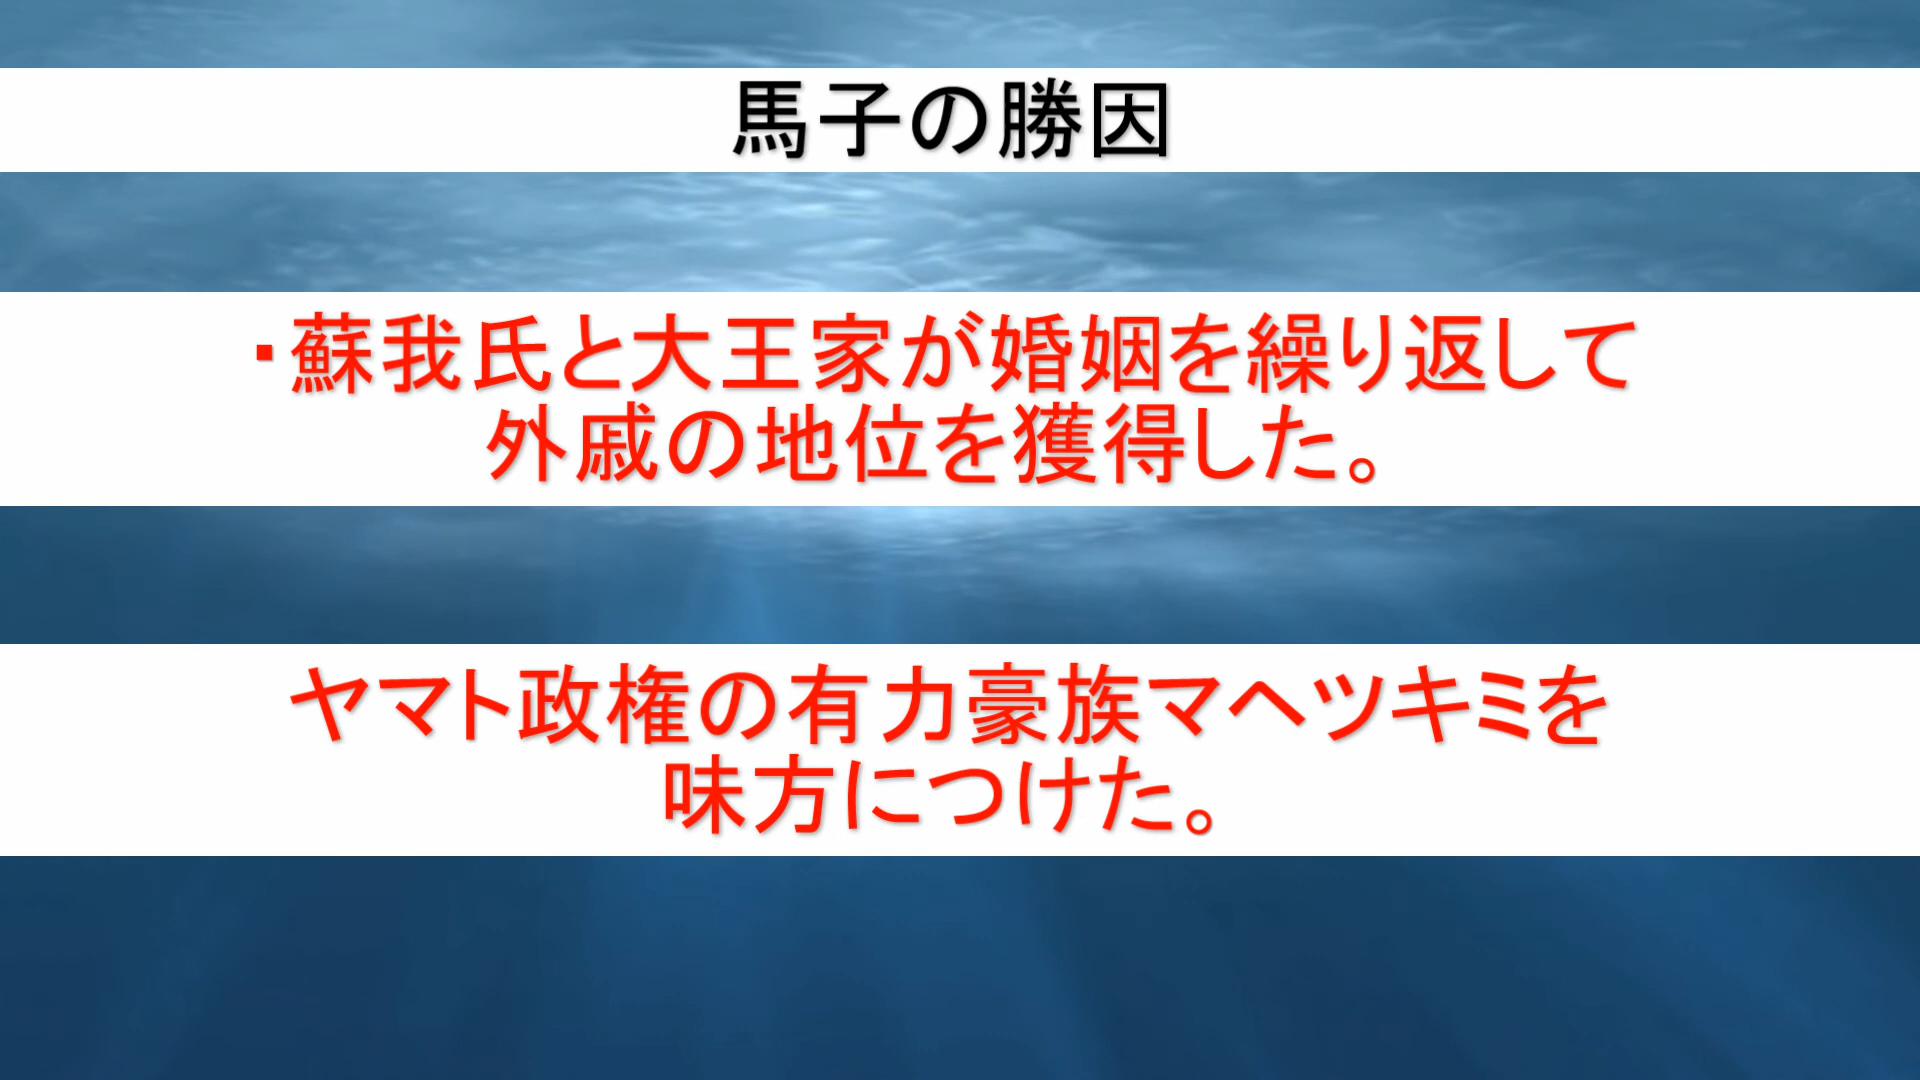 馬子の勝因
・蘇我氏と大王家が婚姻を繰り返して
外戚の地位を獲得した。
ヤマト政権の有力豪族マヘツキミを
味方につけた。